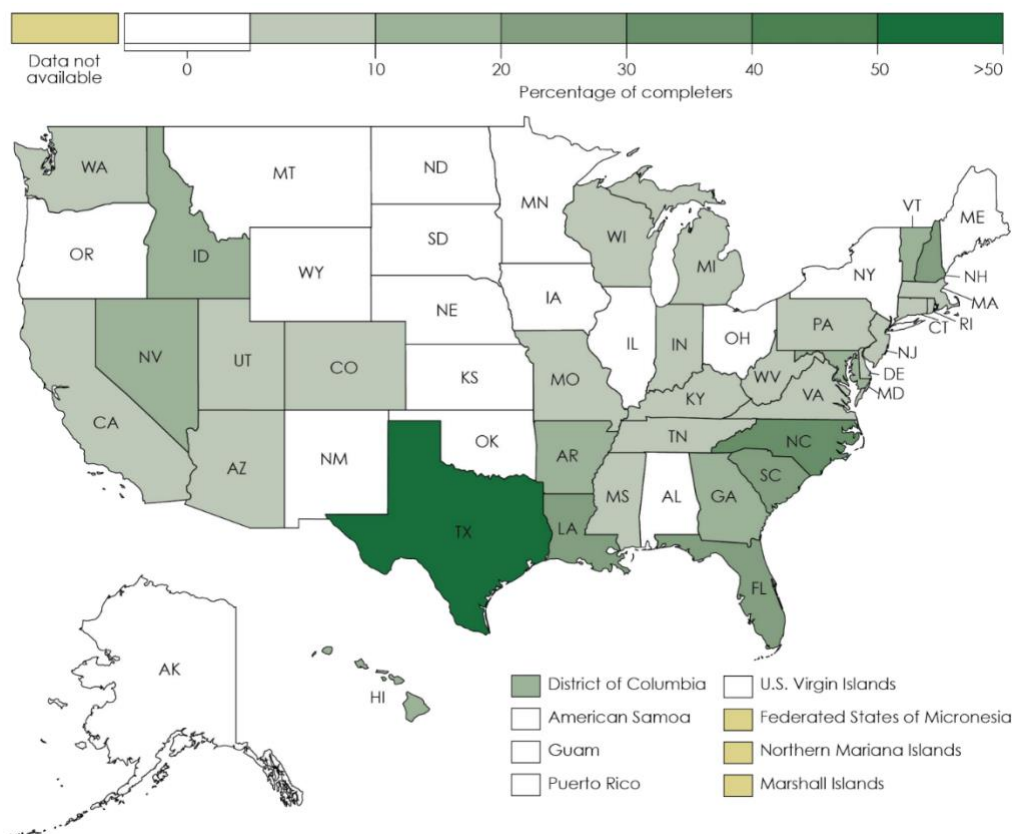 Data not
available
0
10
20
30
40
50
>50
Percentage of completers
WA
MT
ND
MN
VT
ME
OR
ID
SD
WI
MI
NY
NH
WY
IA
MA
NE
PA
CT
RI
NV
UT
CO
IL
IN
OH
NJ
KS
MO
WV
DE
CA
KY
VA
MD
AZ
NM
OK
AR
TN
NC
SC
MS
AL
GA
TX
LA
FL
AK
HI
District of Columbia
American Samoa
Guam
Puerto Rico
U.S. Virgin Islands
Federated States of Micronesia
Northern Mariana Islands
Marshall Islands